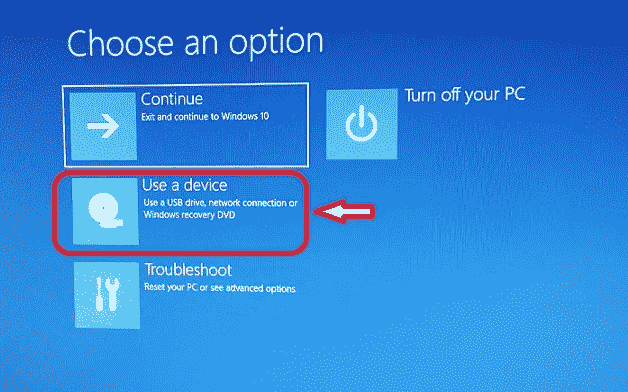 Choose an option
Continue
Exit and continue to Windows 10
Turn off your PC
Use a device
Use a USB drive, network connection or
Windows recovery DVD
Troubleshoot
Reset your PC or see advanced options